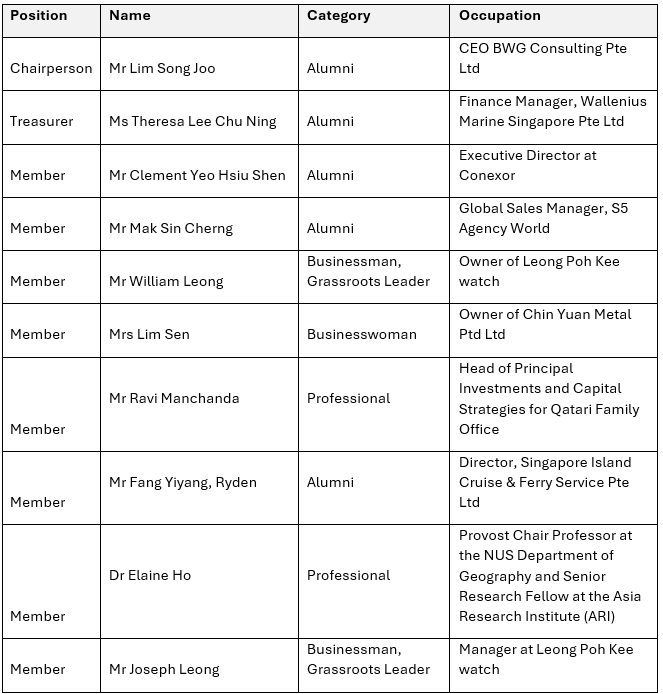 Position Name Category Occupation
Chairperson Mr Lim Song Joo Alumni CEO BWG Consulting Pte
Ltd
Treasurer Ms Theresa Lee Chu Ning Alumni Finance Manager, Wallenius
Marine Singapore Pte Ltd
Member Mr Clement Yeo Hsiu Shen Alumni Executive Director at
Conexor
Member Mr Mak Sin Cherng Alumni Global Sales Manager, S5
Agency World
Member Mr William Leong Businessman,
Grassroots Leader
Owner of Leong Poh Kee
watch
Member Mrs Lim Sen Businesswoman Owner of Chin Yuan Metal
Ptd Ltd
Member Mr Ravi Manchanda Professional Head of Principal
Investments and Capital
Strategies for Qatari Family
Office
Member Mr Fang Yiyang, Ryden Alumni Director, Singapore Island
Cruise & Ferry Service Pte
Ltd
Member Dr Elaine Ho Professional Provost Chair Professor at
the NUS Department of
Geography and Senior
Research Fellow at the Asia
Research Institute (ARI)
Member Mr Joseph Leong Businessman,
Grassroots Leader
Manager at Leong Poh Kee
watch